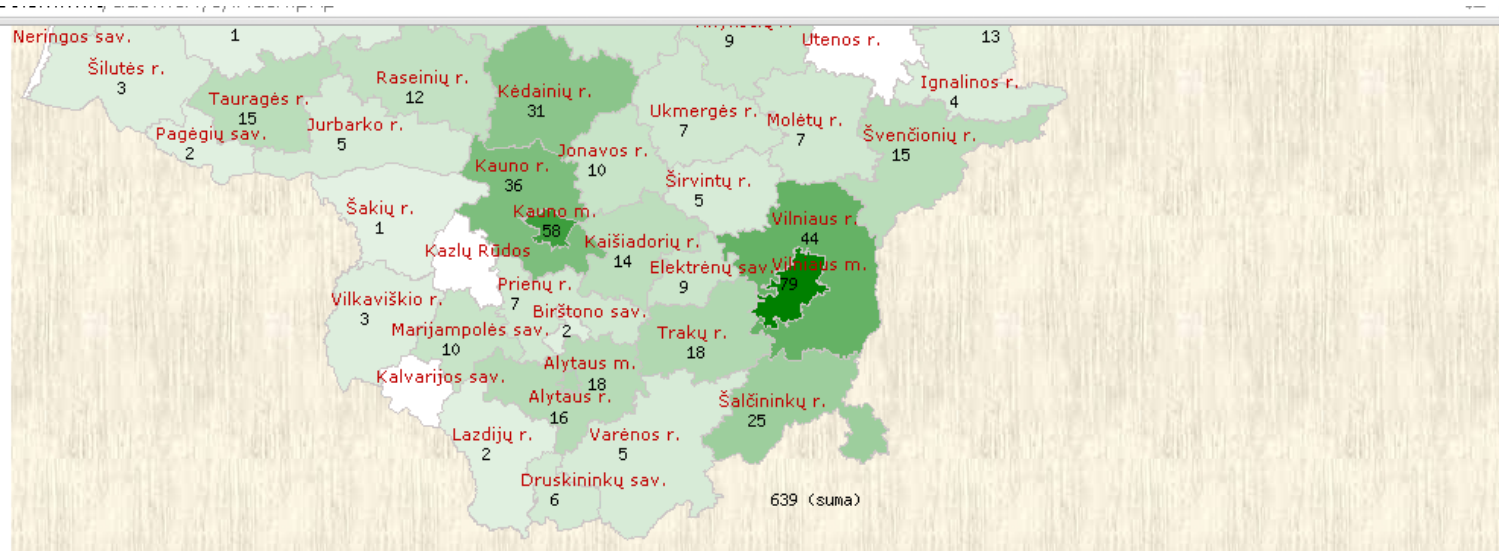 Neringos sav.
1
9
Utenos r.
13
Šilutės r.
3
Raseinių r.
12
Kėdainių r.
31
Ignalinos r.
4
Tauragės r.
15
Ukmergės r.
7
Molėtų r.
7
Jurbarko r.
5
Pagėgių sav.
2
Švenčionių r.
15
Jonavos r.
10
Kauno r.
36
Širvintų r.
5
Šakių r.
1
Kauno m.
58
Vilniaus r.
44
Kazlų Rūdos
Kaišiadorių r.
14
Elektrėnų sav.
9
Vilniaus m.
79
Prienų r.
7
Vilkaviškio r.
3
Birštono sav.
2
Marijampolės sav.
10
Trakų r.
18
Alytaus m.
18
Kalvarijos sav.
Alytaus r.
16
Šalčininkų r.
25
Lazdijų r.
2
Varėnos r.
5
Druskininkų sav.
6
639 (suma)